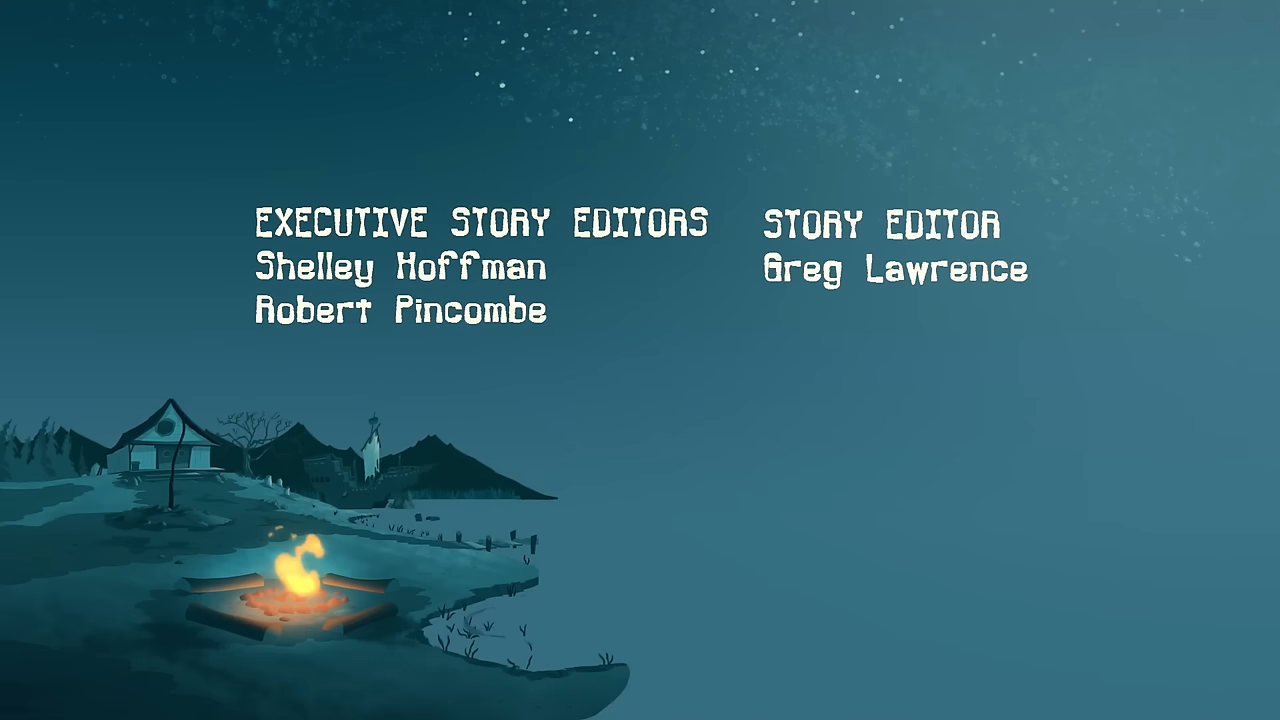 EXECUTIVE STORY EDITORS
Shelley Hoffman
Robert Pincombe
STORY EDITOR
Greg Lawrence